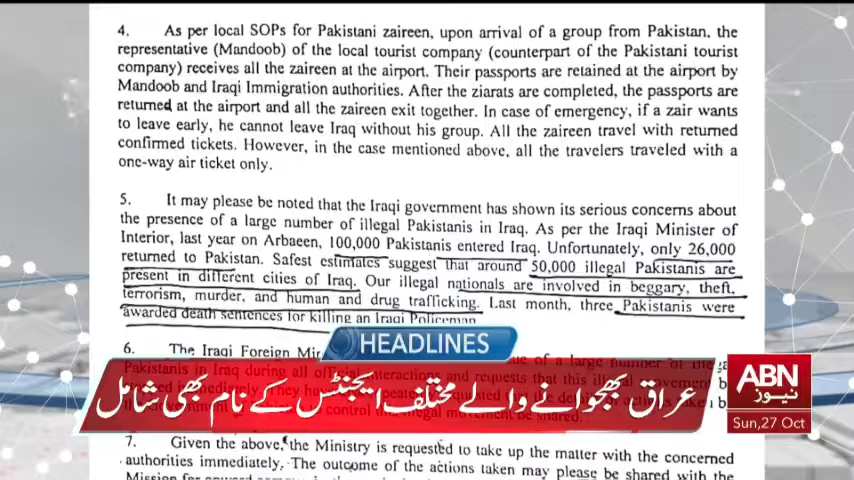 4. As per local SOPs for Pakistani zaireen, upon arrival of a group from Pakistan, the
representative (Mandoob) of the local tourist company (counterpart of the Pakistani tourist
company) receives all the zaireen at the airport. Their passports are retained at the airport by
Mandoob and Iraqi Immigration authorities. After the ziarats are completed, the passports are
returned at the airport and all the zaireen exit together. In case of emergency, if a zair wants
to leave early, he cannot leave Iraq without his group. All the zaireen travel with returned
confirmed tickets. However, in the case mentioned above, all the travelers traveled with a
one-way air ticket only.
5. It may please be noted that the Iraqi government has shown its serious concerns about
the presence of a large number of illegal Pakistanis in Iraq. As per the Iraqi Minister of
Interior, last year on Arbaeen, 100,000 Pakistanis entered Iraq. Unfortunately, only 26,000
returned to Pakistan. Safest estimates suggest that around 50,000 illegal Pakistanis are
present in different cities of Iraq. Our illegal nationals are involved in beggary, theft,
terrorism, murder, and human and drug trafficking. Last month, three Pakistanis were
awarded death sentences for killing an Iraqi Policeman
6. The Iraqi Foreign of a large number of
HEADLINES
Pakistanis in Iraq during all official interactions and requests that this illegal movement be
عراق بھجوانے والے مختلف ایجنٹس کے نام بھی شامل
ABN
نیوز
Sun,27 Oct
7. Given the above, the Ministry is requested to take up the matter with the concerned
authorities immediately. The outcome of the actions taken may please be shared with the